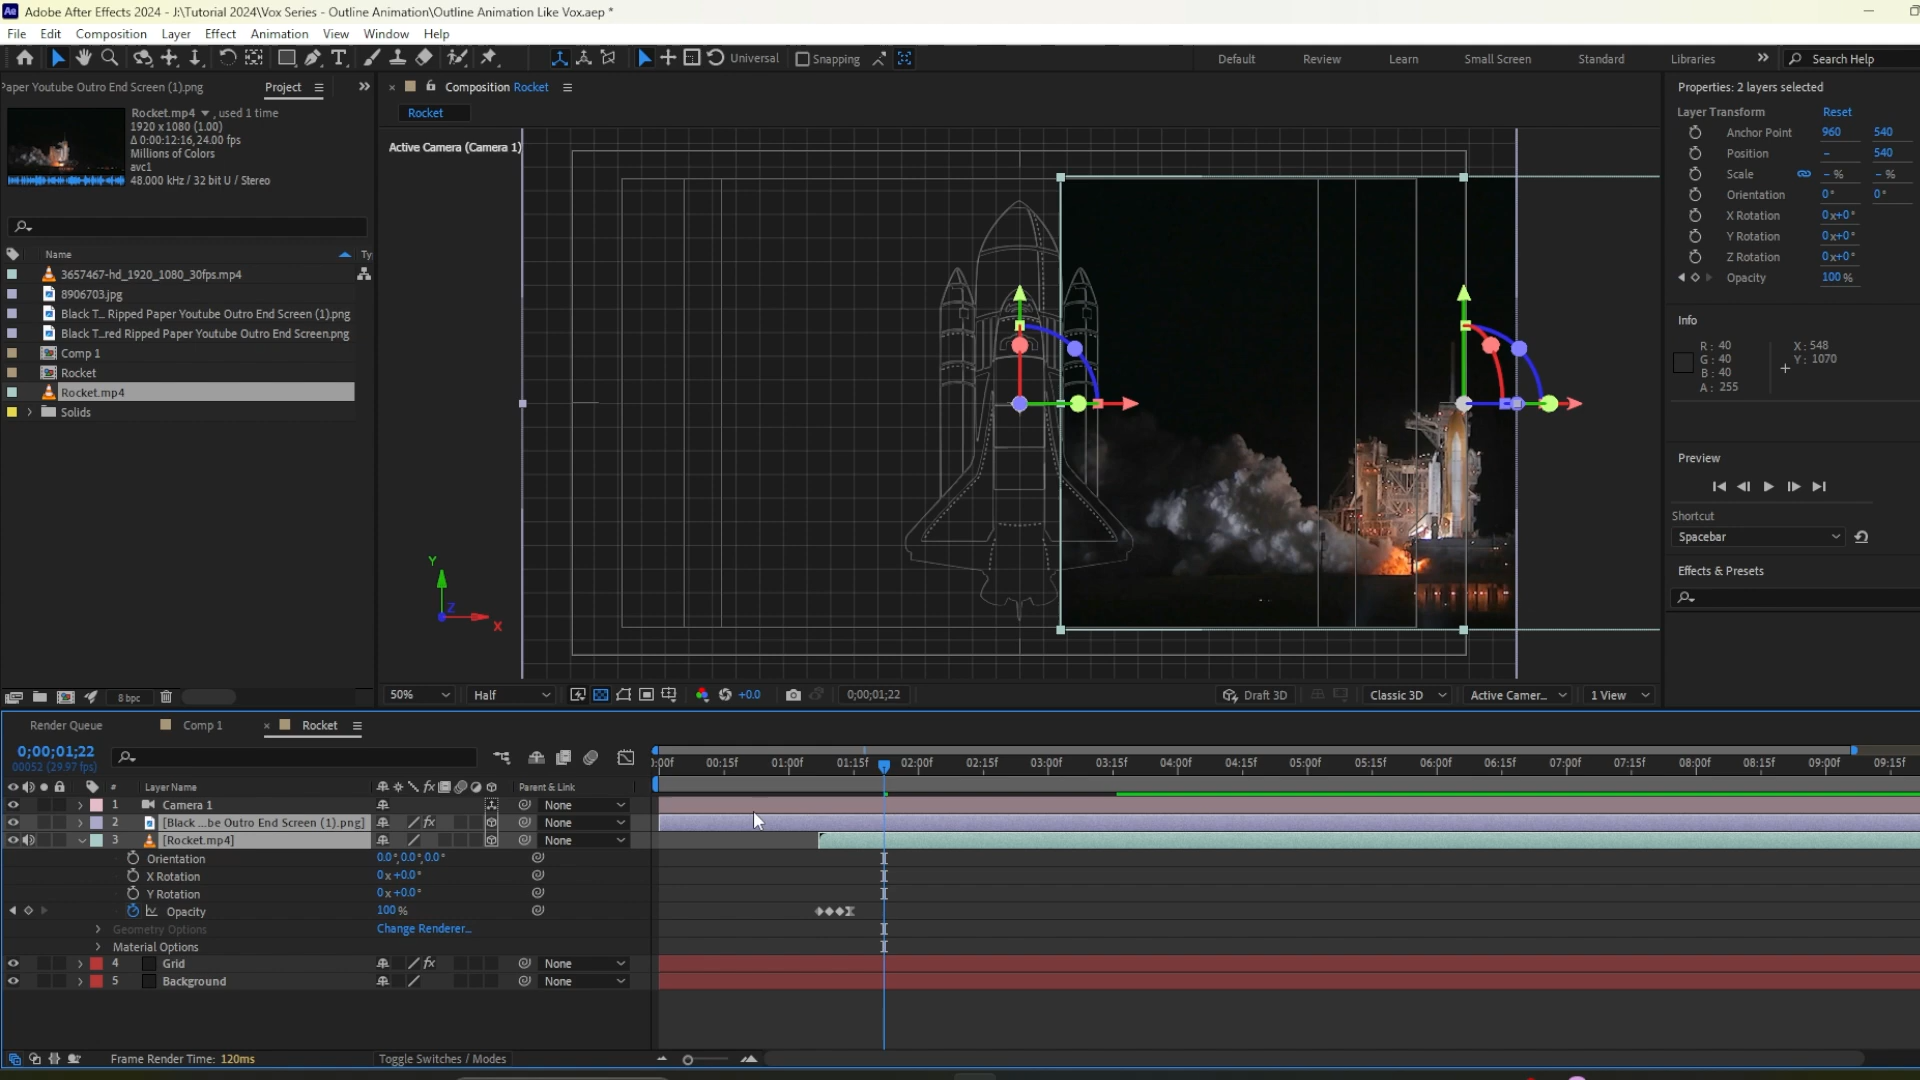 Adobe After Effects 2024 - J:\Tutorial 2024\Vox Series - Outline Animation\Outline Animation Like Vox.aep *
File Edit Composition Layer Effect Animation View Window Help
Universal Snapping Default Review Learn Small Screen Standard Libraries Search Help
Paper Youtube Outro End Screen (1).png Project
Composition Rocket
Rocket
Rocket.mp4 , used 1 time
1920 x 1080 (1.00)
Δ 0:00:12:16, 24.00 fps
Millions of Colors
avc1
48.000 kHz / 32 bit U / Stereo
Name Ty
3657467-hd_1920_1080_30fps.mp4
8906703.jpg
Black T... Ripped Paper Youtube Outro End Screen (1).png
Black T...red Ripped Paper Youtube Outro End Screen.png
Comp 1
Rocket
Rocket.mp4
Solids
8 bpc
Active Camera (Camera 1)
Y
Z
X
50% Half +0.0 0;00;01;22 Draft 3D Classic 3D Active Camer... 1 View
Properties: 2 layers selected
Layer Transform Reset
Anchor Point 960 540
Position - 540
Scale - % - %
Orientation 0° 0°
X Rotation 0x+0°
Y Rotation 0x+0°
Z Rotation 0x+0°
Opacity 100 %
Info
R: 40
G: 40
B: 40
A: 255
X: 548
Y: 1070
Preview
Shortcut
Spacebar
Effects & Presets
Render Queue Comp 1 Rocket
0;00;01;22
00052 (29.97 fps)
):00f 00:15f 01:00f 01:15f 02:00f 02:15f 03:00f 03:15f 04:00f 04:15f 05:00f 05:15f 06:00f 06:15f 07:00f 07:15f 08:00f 08:15f 09:00f 09:15f
# Layer Name Parent & Link
1 Camera 1 None
2 [Black ...be Outro End Screen (1).png] None
3 [Rocket.mp4] None
Orientation 0.0°,0.0°,0.0°
X Rotation 0x+0.0°
Y Rotation 0x+0.0°
Opacity 100 %
Geometry Options Change Renderer...
Material Options
4 Grid None
5 Background None
Frame Render Time: 120ms Toggle Switches / Modes